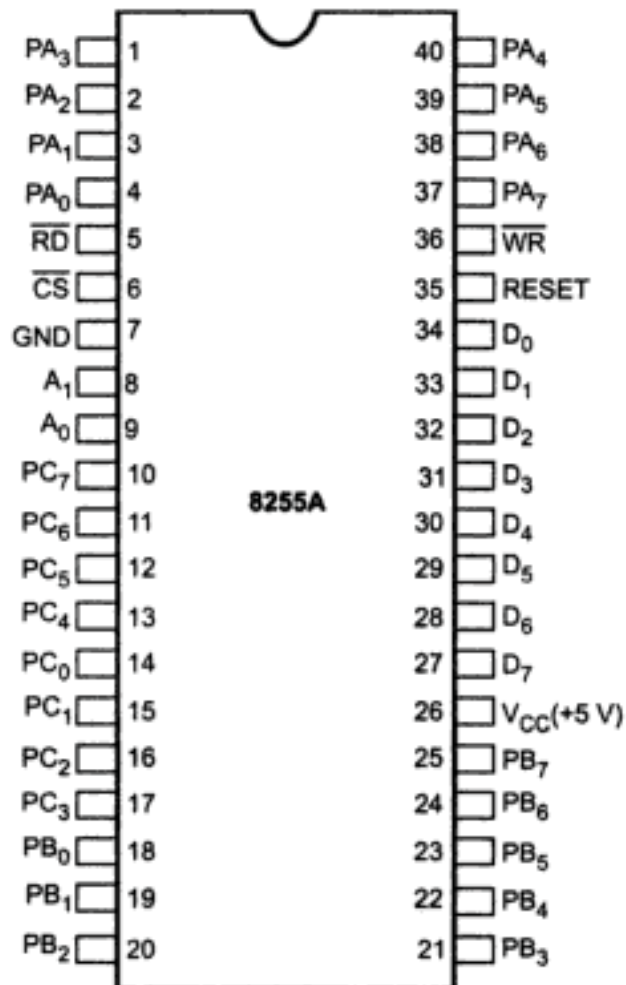 PA₃ 1 40 PA₄
PA₂ 2 39 PA₅
PA₁ 3 38 PA₆
PA₀ 4 37 PA₇
R̅D̅ 5 36 W̅R̅
C̅S̅ 6 35 RESET
GND 7 34 D₀
A₁ 8 33 D₁
A₀ 9 32 D₂
PC₇ 10 31 D₃
8255A
PC₆ 11 30 D₄
PC₅ 12 29 D₅
PC₄ 13 28 D₆
PC₀ 14 27 D₇
PC₁ 15 26 V_CC(+5 V)
PC₂ 16 25 PB₇
PC₃ 17 24 PB₆
PB₀ 18 23 PB₅
PB₁ 19 22 PB₄
PB₂ 20 21 PB₃